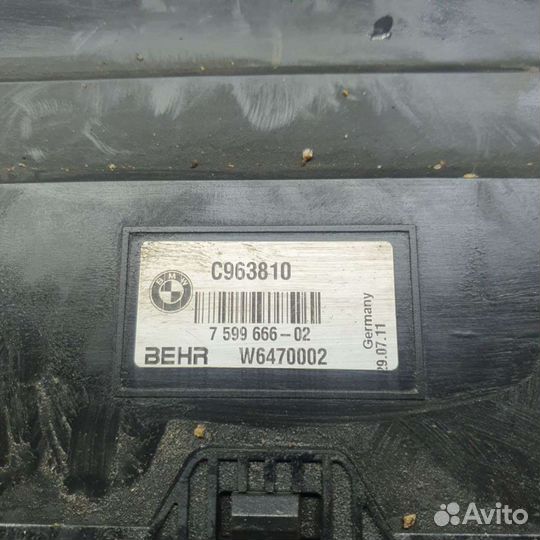 C963810
BMW
7 599 666-02
BEHR W6470002
Germany
29.07.11
Avito